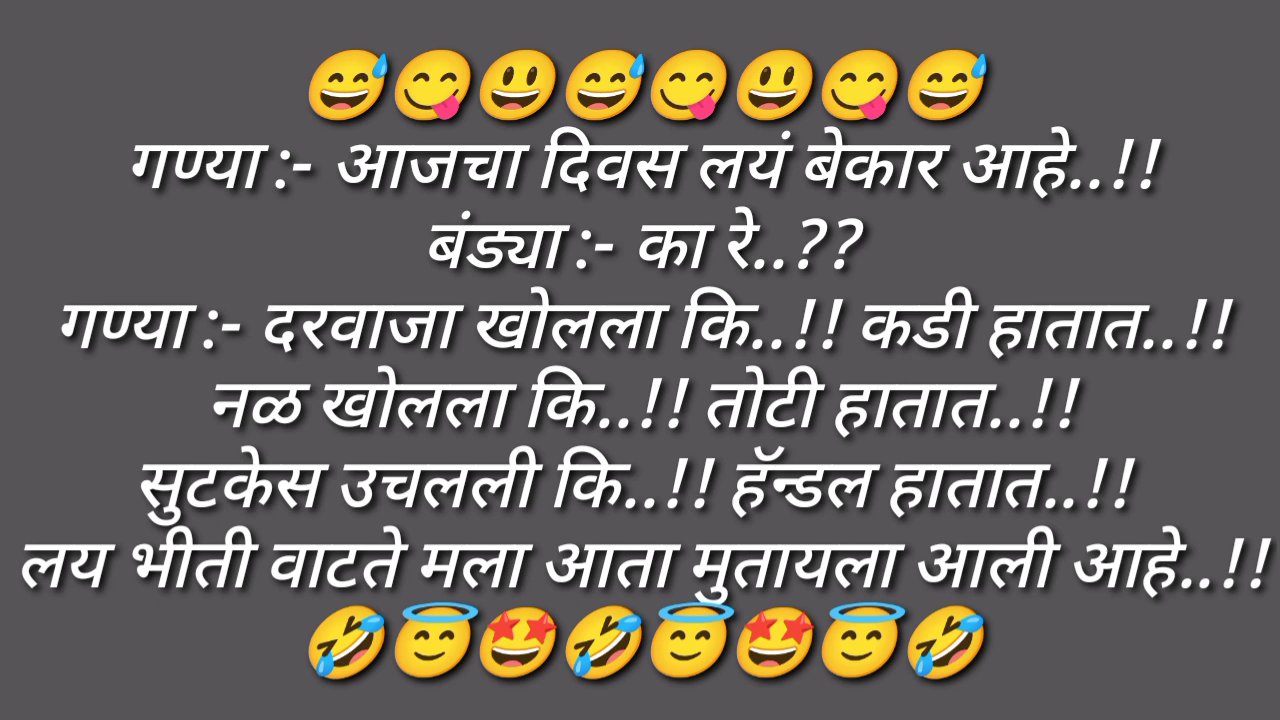 😅😋😃😅😋😃😋😅
गण्या :- आजचा दिवस लयं बेकार आहे..!!
बंड्या :- का रे..??
गण्या :- दरवाजा खोलला कि..!! कडी हातात..!!
नळ खोलला कि..!! तोटी हातात..!!
सुटकेस उचलली कि..!! हॅन्डल हातात..!!
लय भीती वाटते मला आता मुतायला आली आहे..!!
🤣😇🤩🤣😇🤩😇🤣